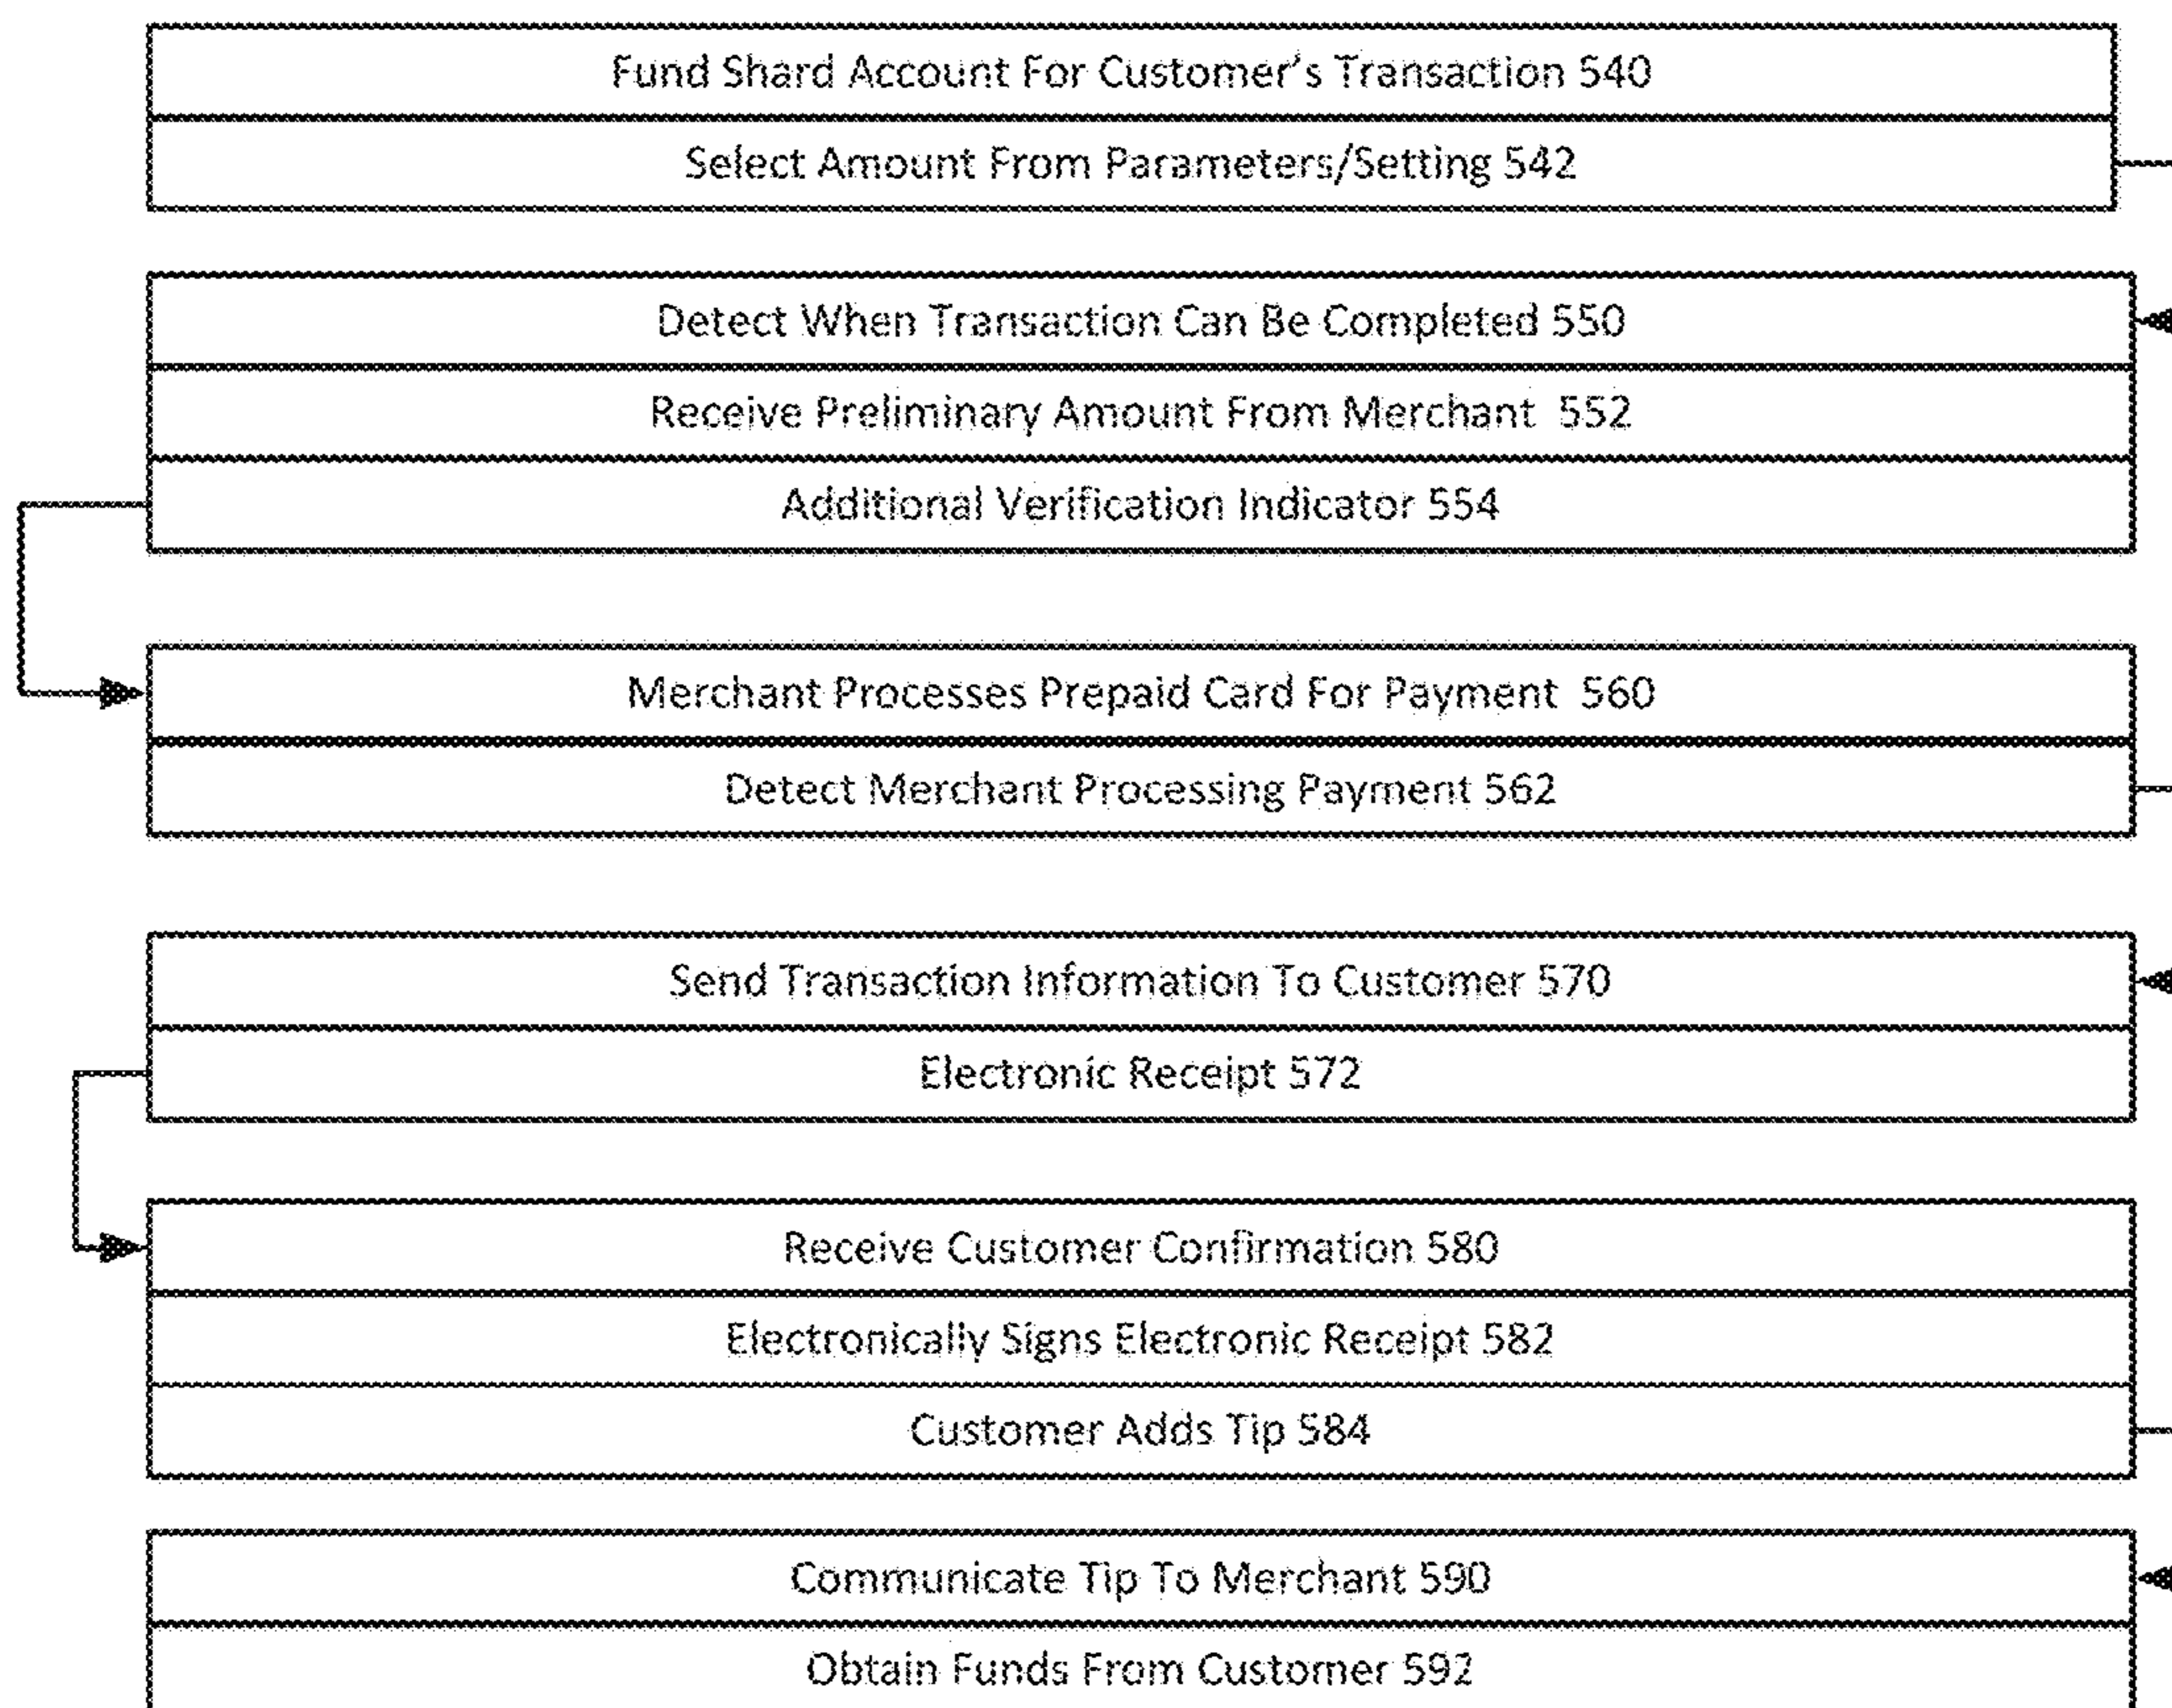 Fund Shard Account For Customer's Transaction 540
Select Amount From Parameters/Setting 542
Detect When Transaction Can Be Completed 550
Receive Preliminary Amount From Merchant 552
Additional Verification Indicator 554
Merchant Processes Prepaid Card For Payment 560
Detect Merchant Processing Payment 562
Send Transaction Information To Customer 570
Electronic Receipt 572
Receive Customer Confirmation 580
Electronically Signs Electronic Receipt 582
Customer Adds Tip 584
Communicate Tip To Merchant 590
Obtain Funds From Customer 592